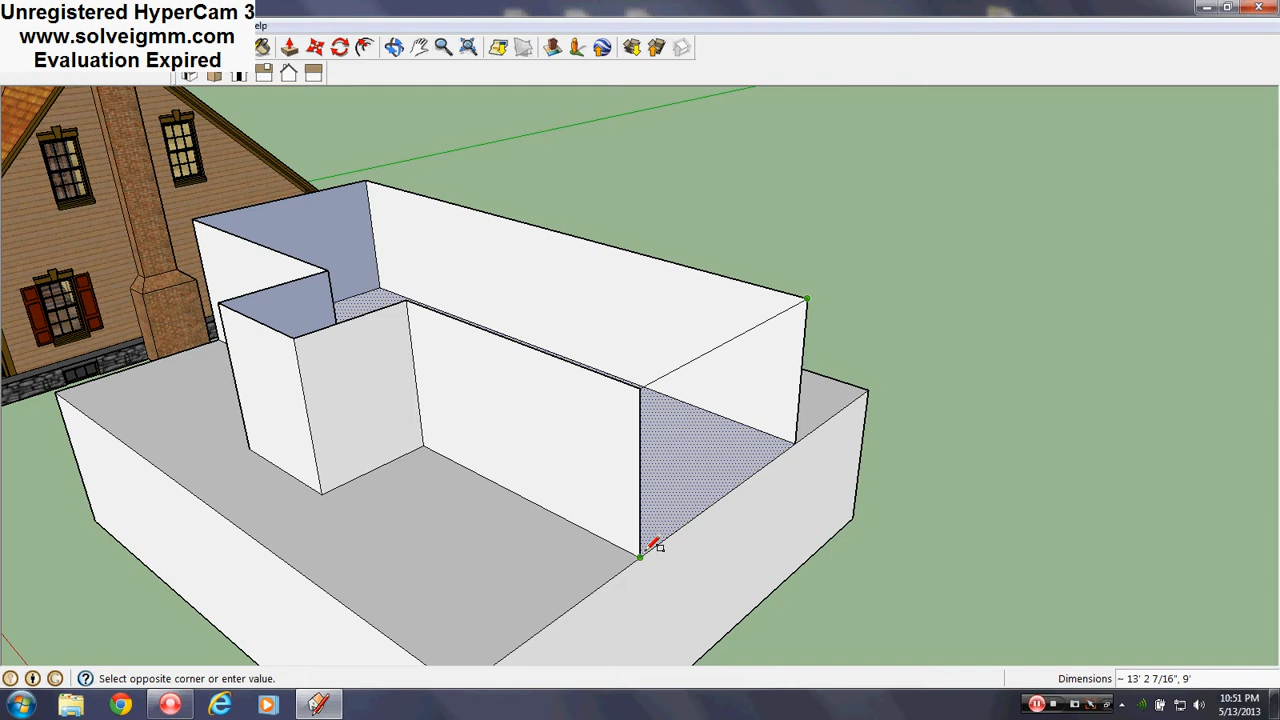 Unregistered HyperCam 3
www.solveigmm.com
Evaluation Expired
elp
Select opposite corner or enter value.
Dimensions ~ 13' 2 7/16", 9'
10:51 PM
5/13/2013